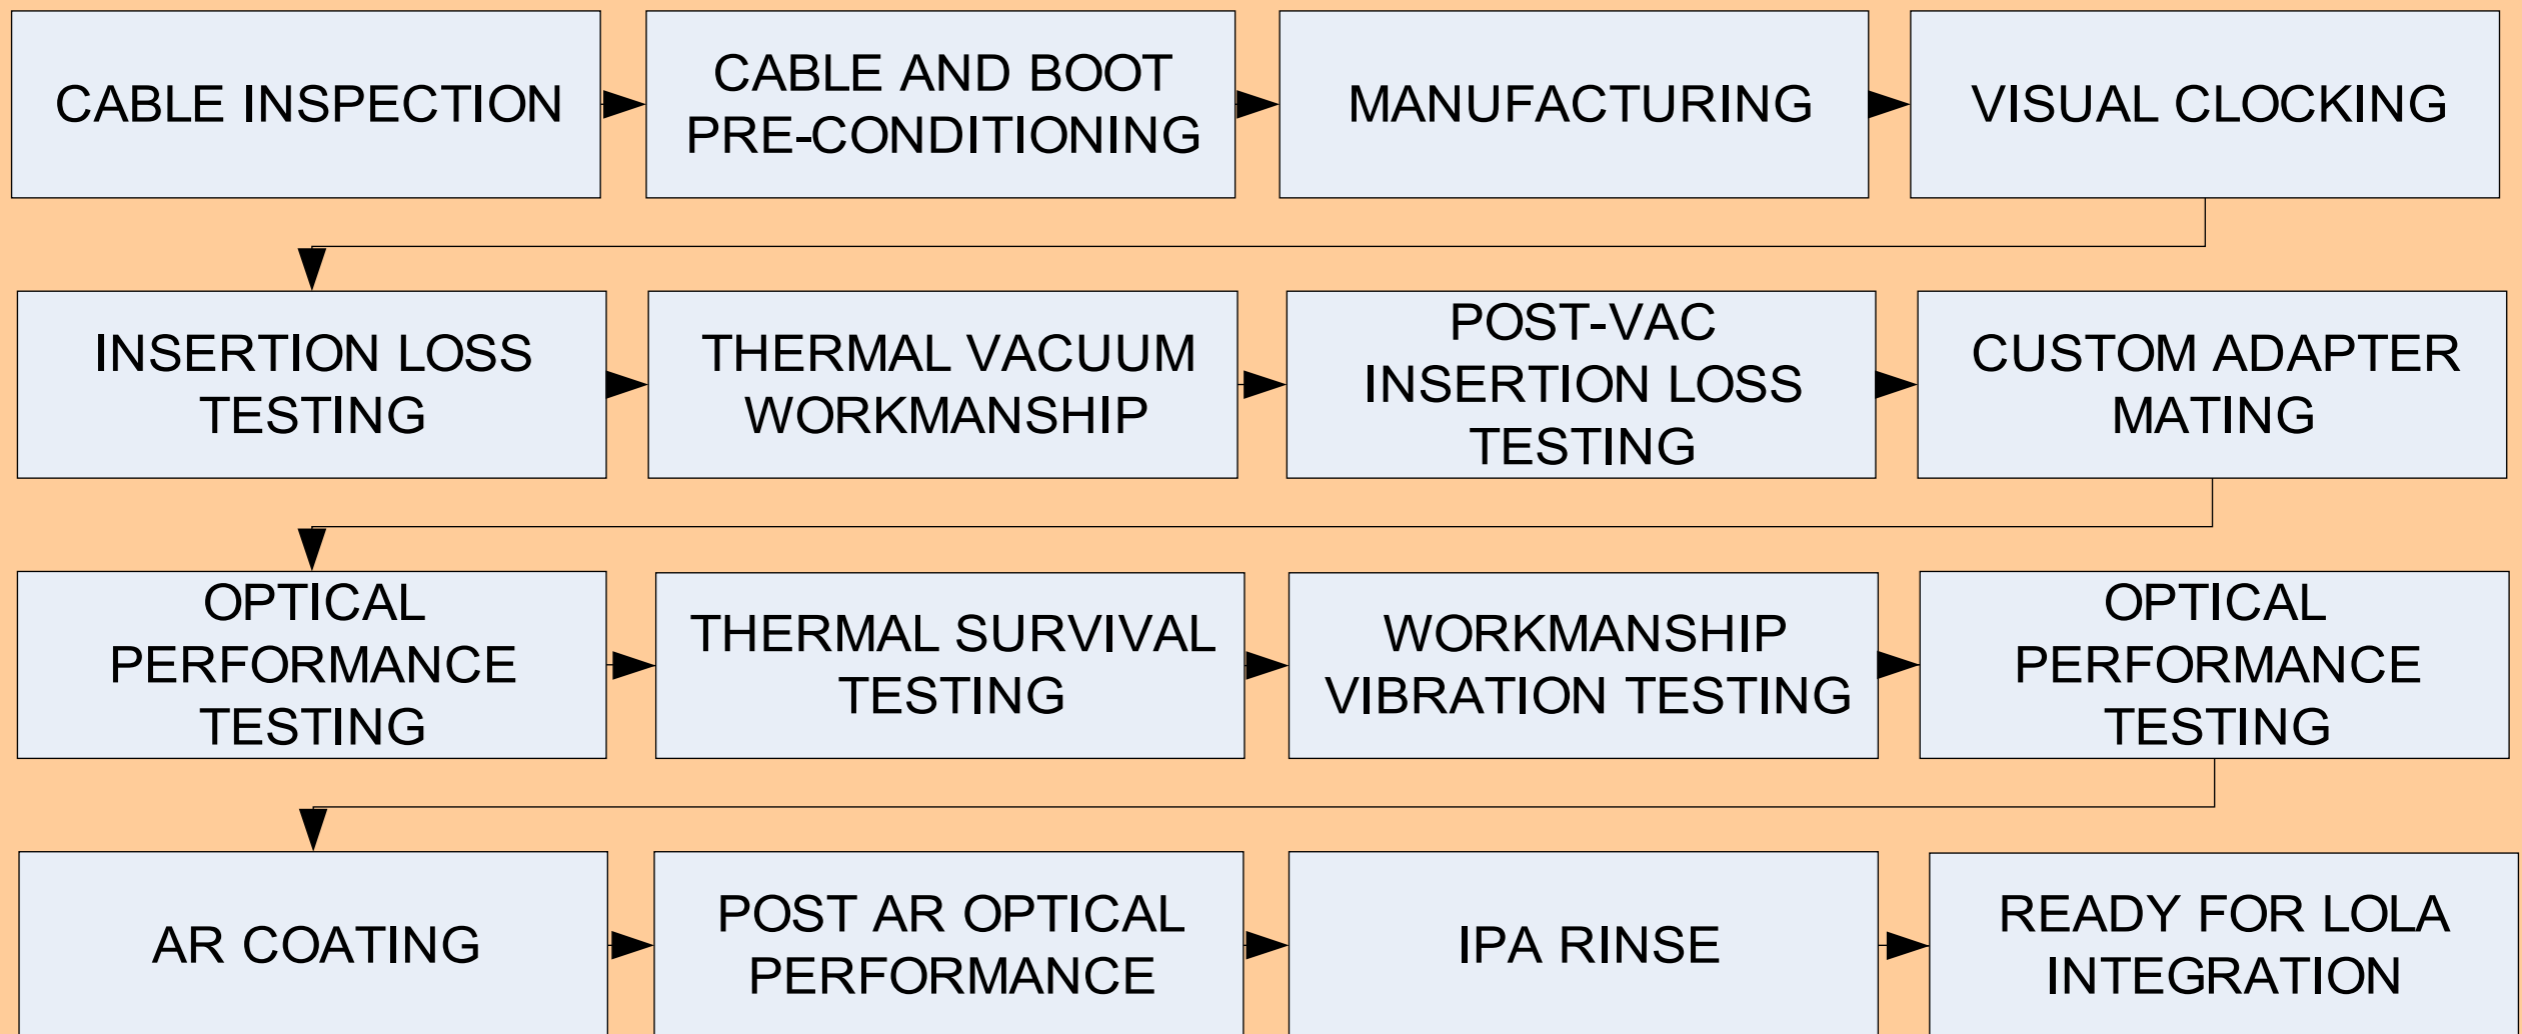 CABLE INSPECTION
CABLE AND BOOT
PRE-CONDITIONING
MANUFACTURING
VISUAL CLOCKING
INSERTION LOSS
TESTING
THERMAL VACUUM
WORKMANSHIP
POST-VAC
INSERTION LOSS
TESTING
CUSTOM ADAPTER
MATING
OPTICAL
PERFORMANCE
TESTING
THERMAL SURVIVAL
TESTING
WORKMANSHIP
VIBRATION TESTING
OPTICAL
PERFORMANCE
TESTING
AR COATING
POST AR OPTICAL
PERFORMANCE
IPA RINSE
READY FOR LOLA
INTEGRATION